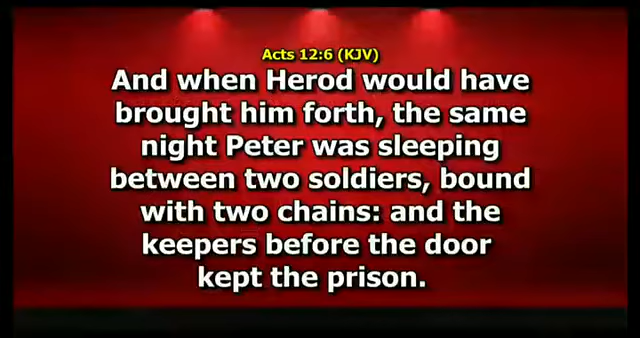 Acts 12:6 (KJV)
And when Herod would have
brought him forth, the same
night Peter was sleeping
between two soldiers, bound
with two chains: and the
keepers before the door
kept the prison.